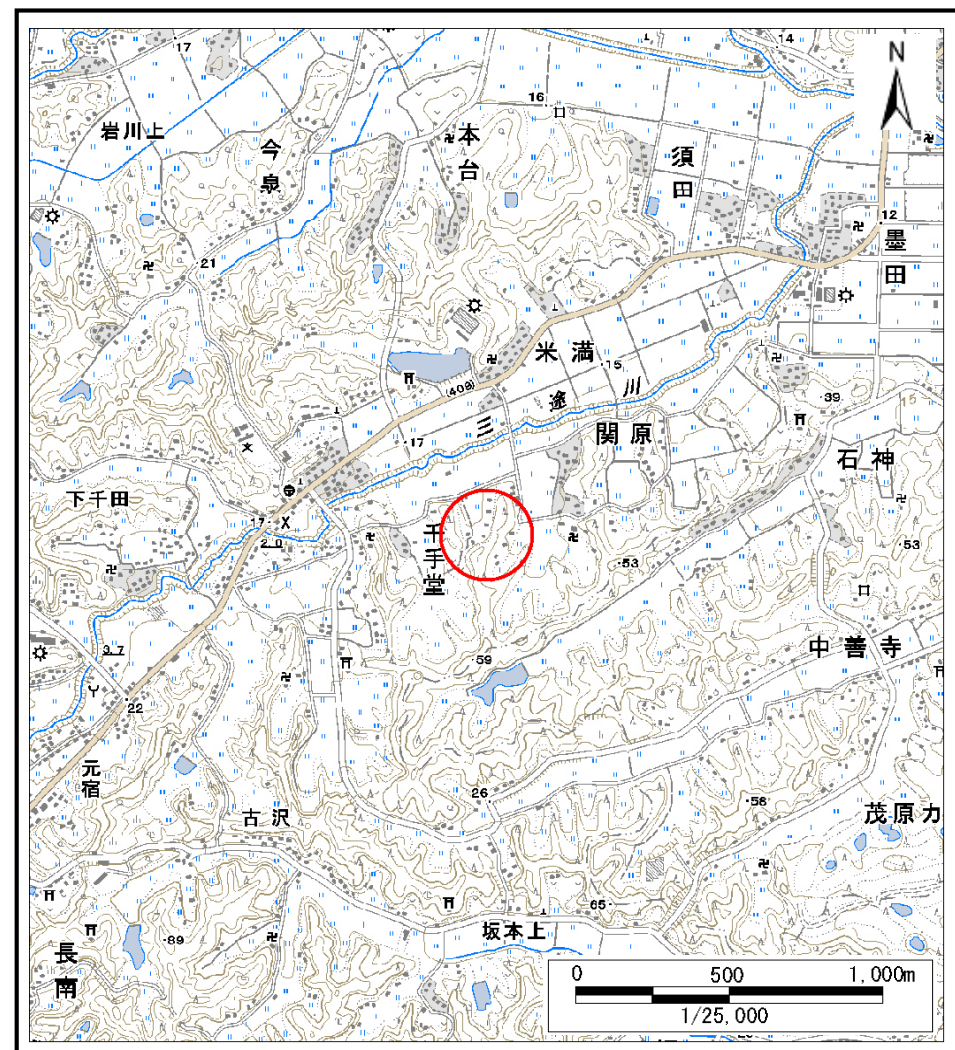 17
14
N
16
岩川上
今泉
本台
須田
12
墨田
21
米満
15
(409)
三途川
39
15
関原
17
石神
下千田
17
20
千手堂
53
53
中善寺
3.7
59
22
元宿
26
古沢
58
茂原カ
65
坂本上
89
長南
0 500 1,000m
1/25,000